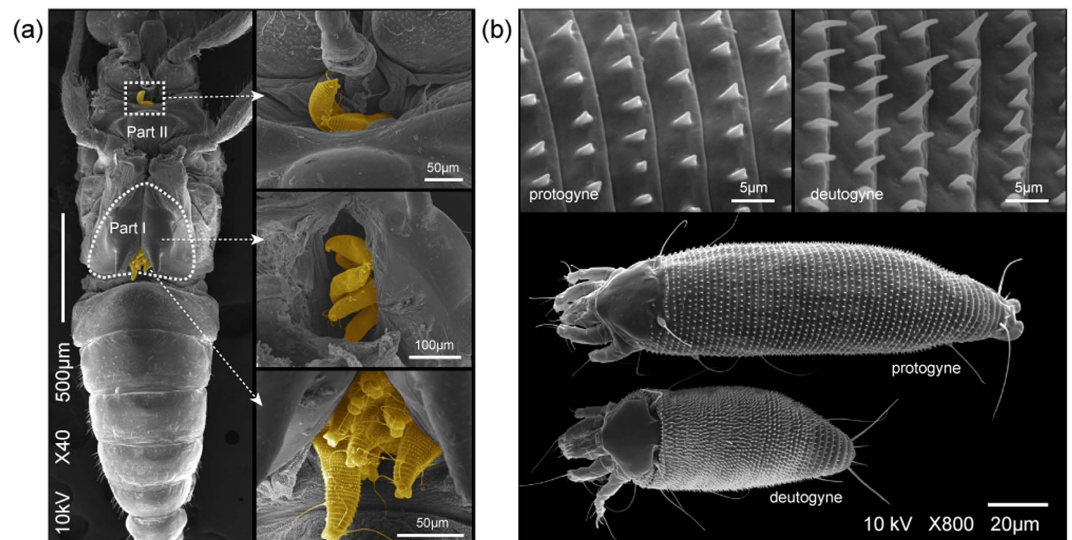 (a)
Part II
Part I
10kV X40 500µm
50µm
100µm
50µm
(b)
protogyne
5µm
deutogyne
5µm
protogyne
deutogyne
10 kV X800 20µm